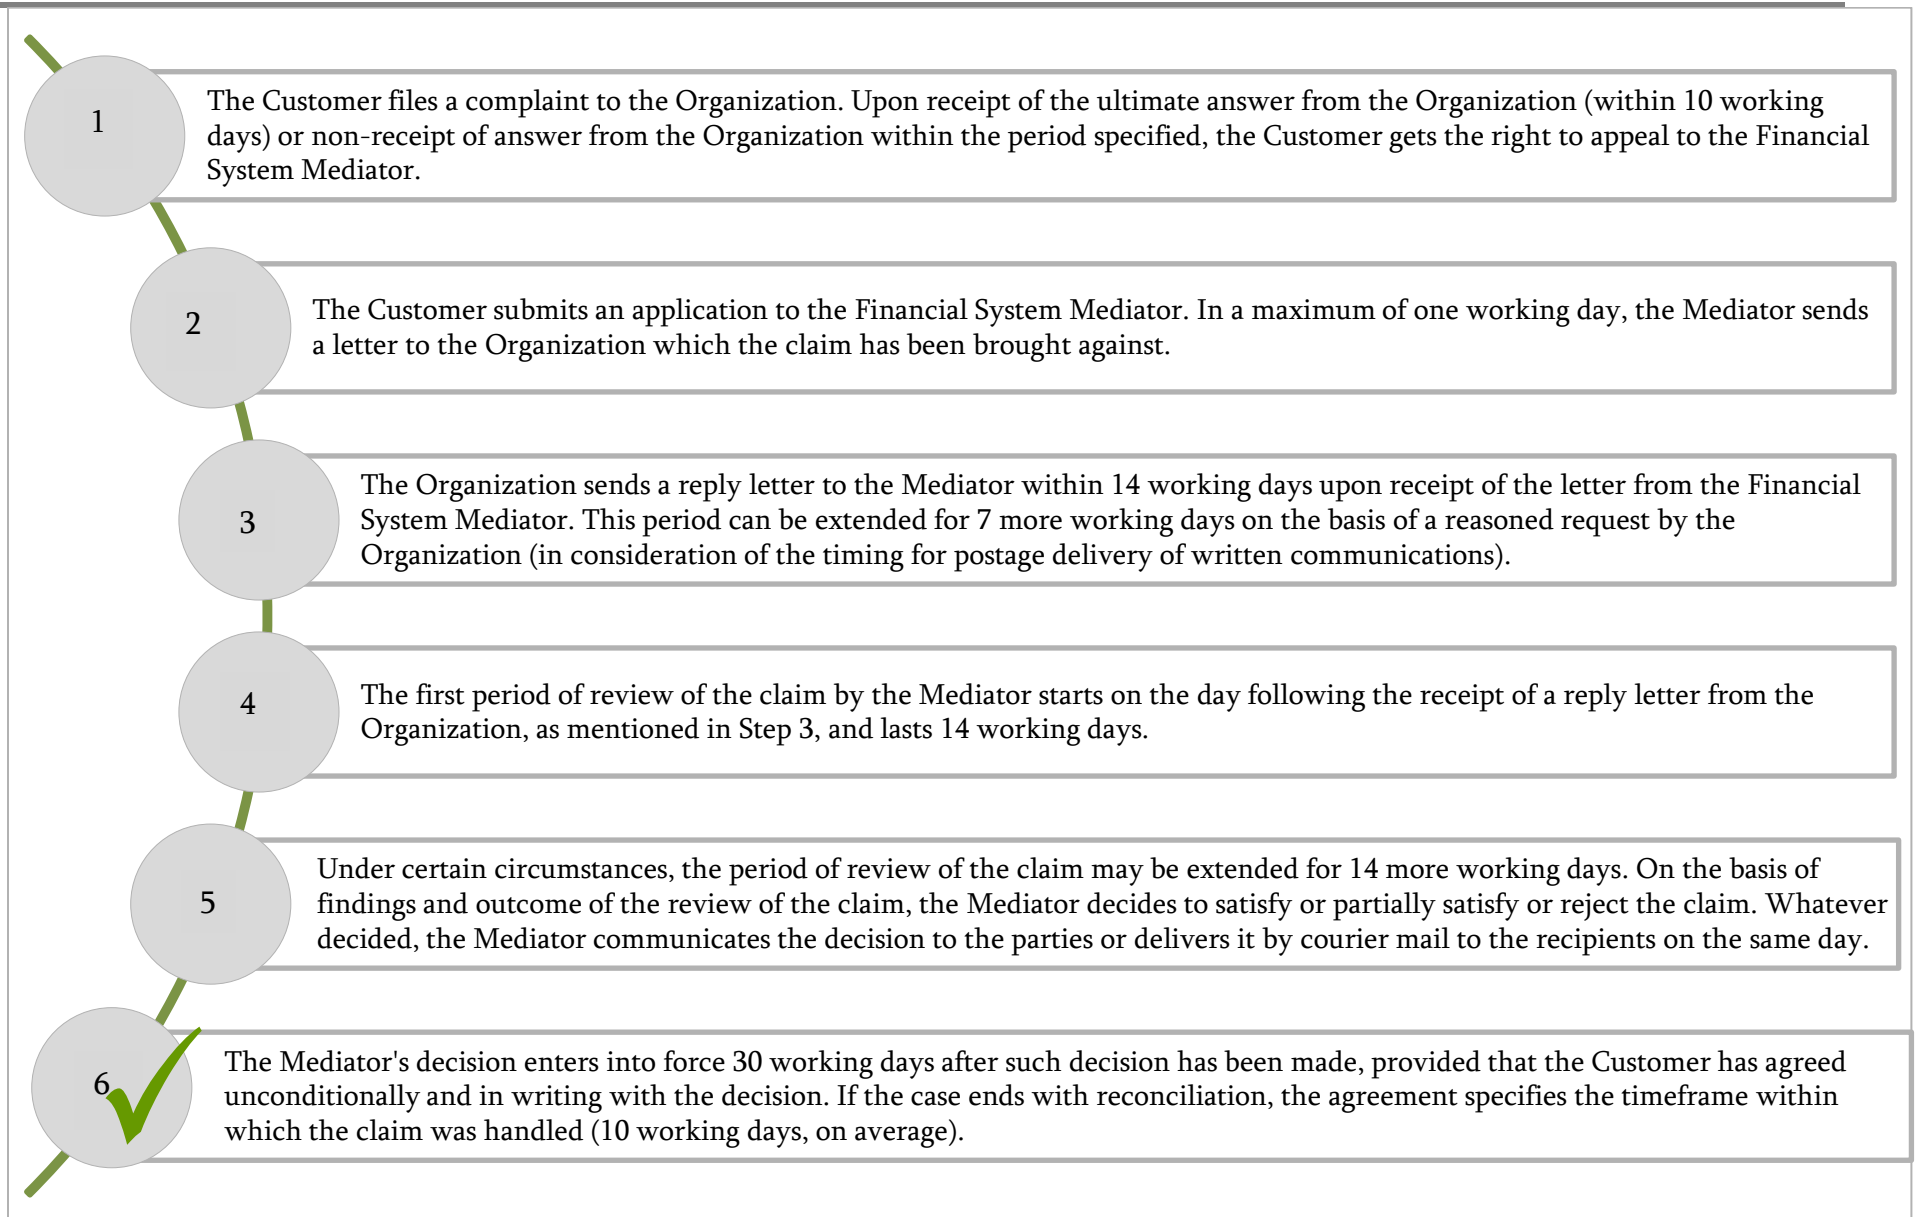 1
The Customer files a complaint to the Organization. Upon receipt of the ultimate answer from the Organization (within 10 working
days) or non-receipt of answer from the Organization within the period specified, the Customer gets the right to appeal to the Financial
System Mediator.
2
The Customer submits an application to the Financial System Mediator. In a maximum of one working day, the Mediator sends
a letter to the Organization which the claim has been brought against.
3
The Organization sends a reply letter to the Mediator within 14 working days upon receipt of the letter from the Financial
System Mediator. This period can be extended for 7 more working days on the basis of a reasoned request by the
Organization (in consideration of the timing for postage delivery of written communications).
4
The first period of review of the claim by the Mediator starts on the day following the receipt of a reply letter from the
Organization, as mentioned in Step 3, and lasts 14 working days.
5
Under certain circumstances, the period of review of the claim may be extended for 14 more working days. On the basis of
findings and outcome of the review of the claim, the Mediator decides to satisfy or partially satisfy or reject the claim. Whatever
decided, the Mediator communicates the decision to the parties or delivers it by courier mail to the recipients on the same day.
6
The Mediator's decision enters into force 30 working days after such decision has been made, provided that the Customer has agreed
unconditionally and in writing with the decision. If the case ends with reconciliation, the agreement specifies the timeframe within
which the claim was handled (10 working days, on average).